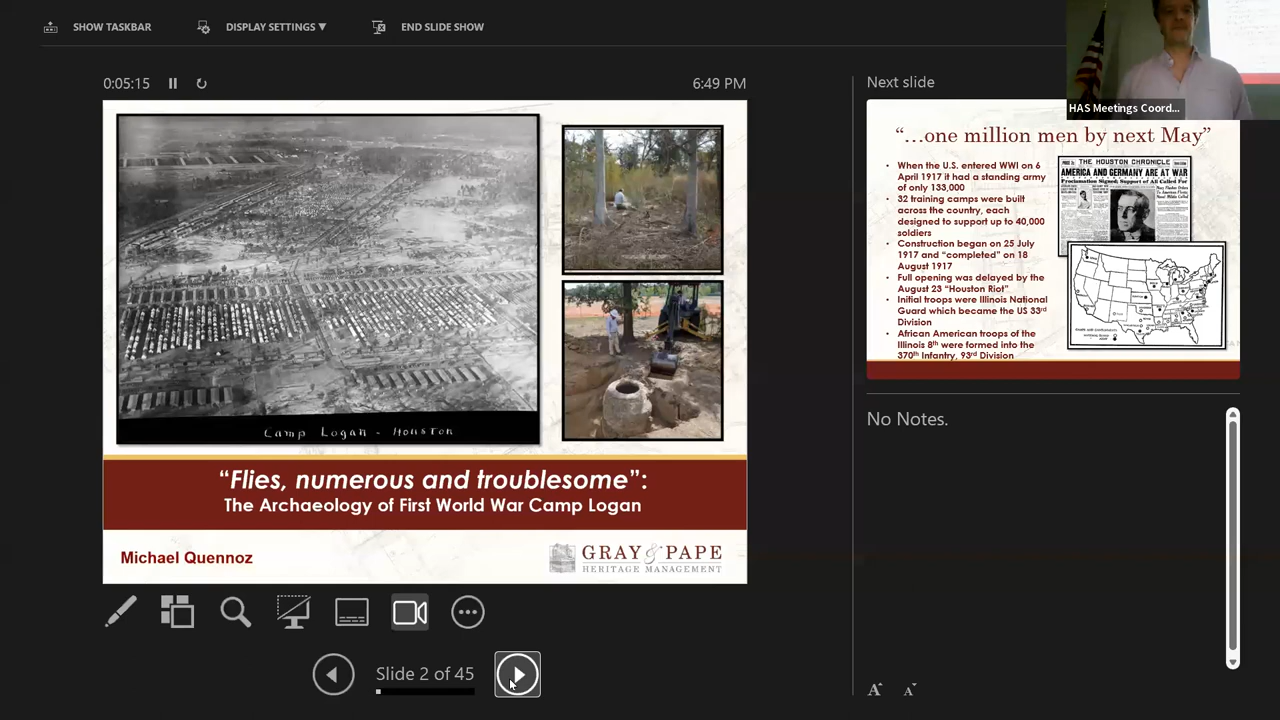 SHOW TASKBAR
DISPLAY SETTINGS ▼
END SLIDE SHOW
0:05:15
6:49 PM
Camp Logan - Houston
“Flies, numerous and troublesome”:
The Archaeology of First World War Camp Logan
Michael Quennoz
GRAY & PAPE
HERITAGE MANAGEMENT
Slide 2 of 45
Next slide
HAS Meetings Coord...
“...one million men by next May”
• When the U.S. entered WWI on 6
April 1917 it had a standing army
of only 133,000
• 32 training camps were built
across the country, each
designed to support up to 40,000
soldiers
• Construction began on 25 July
1917 and “completed” on 18
August 1917
• Full opening was delayed by the
August 23 “Houston Riot”
• Initial troops were Illinois National
Guard which became the US 33rd
Division
• African American troops of the
Illinois 8th were formed into the
370th Infantry, 93rd Division
THE HOUSTON CHRONICLE
AMERICA AND GERMANY ARE AT WAR
Proclamation Signed; Support of All Called For
No Notes.
A A